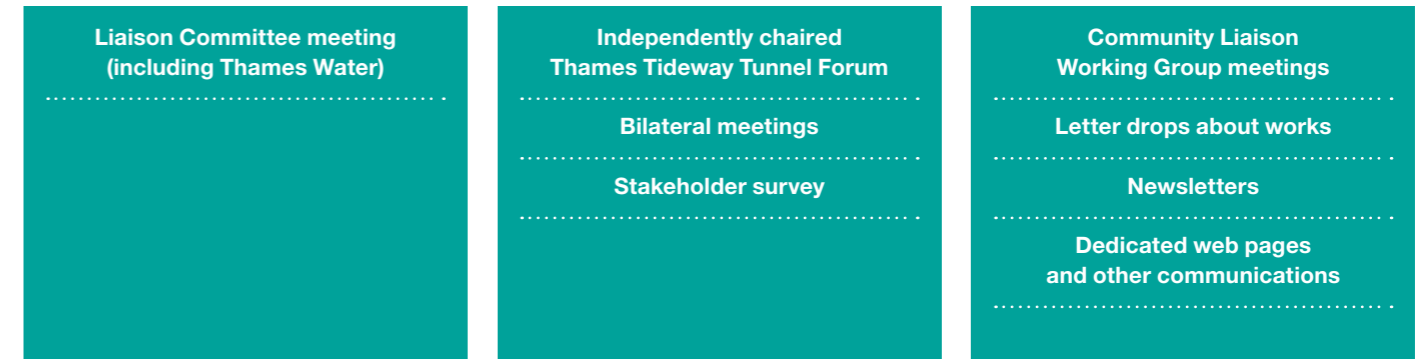 Liaison Committee meeting
(including Thames Water)
Independently chaired
Thames Tideway Tunnel Forum
Bilateral meetings
Stakeholder survey
Community Liaison
Working Group meetings
Letter drops about works
Newsletters
Dedicated web pages
and other communications